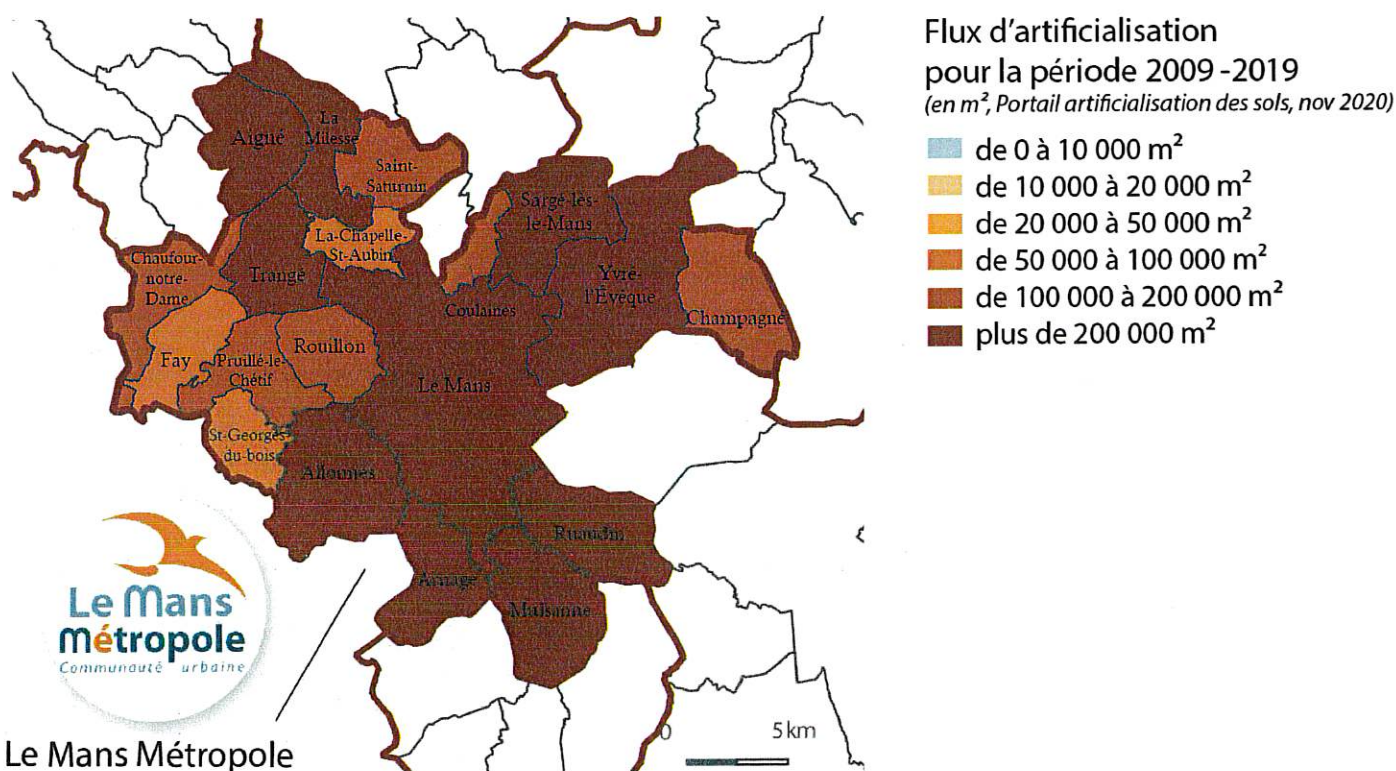 Flux d'artificialisation
pour la période 2009 -2019
(en m², Portail artificialisation des sols, nov 2020)
de 0 à 10 000 m²
de 10 000 à 20 000 m²
de 20 000 à 50 000 m²
de 50 000 à 100 000 m²
de 100 000 à 200 000 m²
plus de 200 000 m²
Aigné
La
Milesse
Saint-
Saturnin
Sargé-lès-
le-Mans
La-Chapelle-
St-Aubin
Chaufour-
notre-
Dame
Trangé
Yvré-
l'Évêque
Coulaines
Champagné
Rouillon
Fay
Pruillé-le-
Chétif
Le Mans
St-Georges-
du-bois
Allonnes
Ruaudin
Arnage
Mulsanne
Le Mans
Métropole
Communauté urbaine
0 5 km
Le Mans Métropole